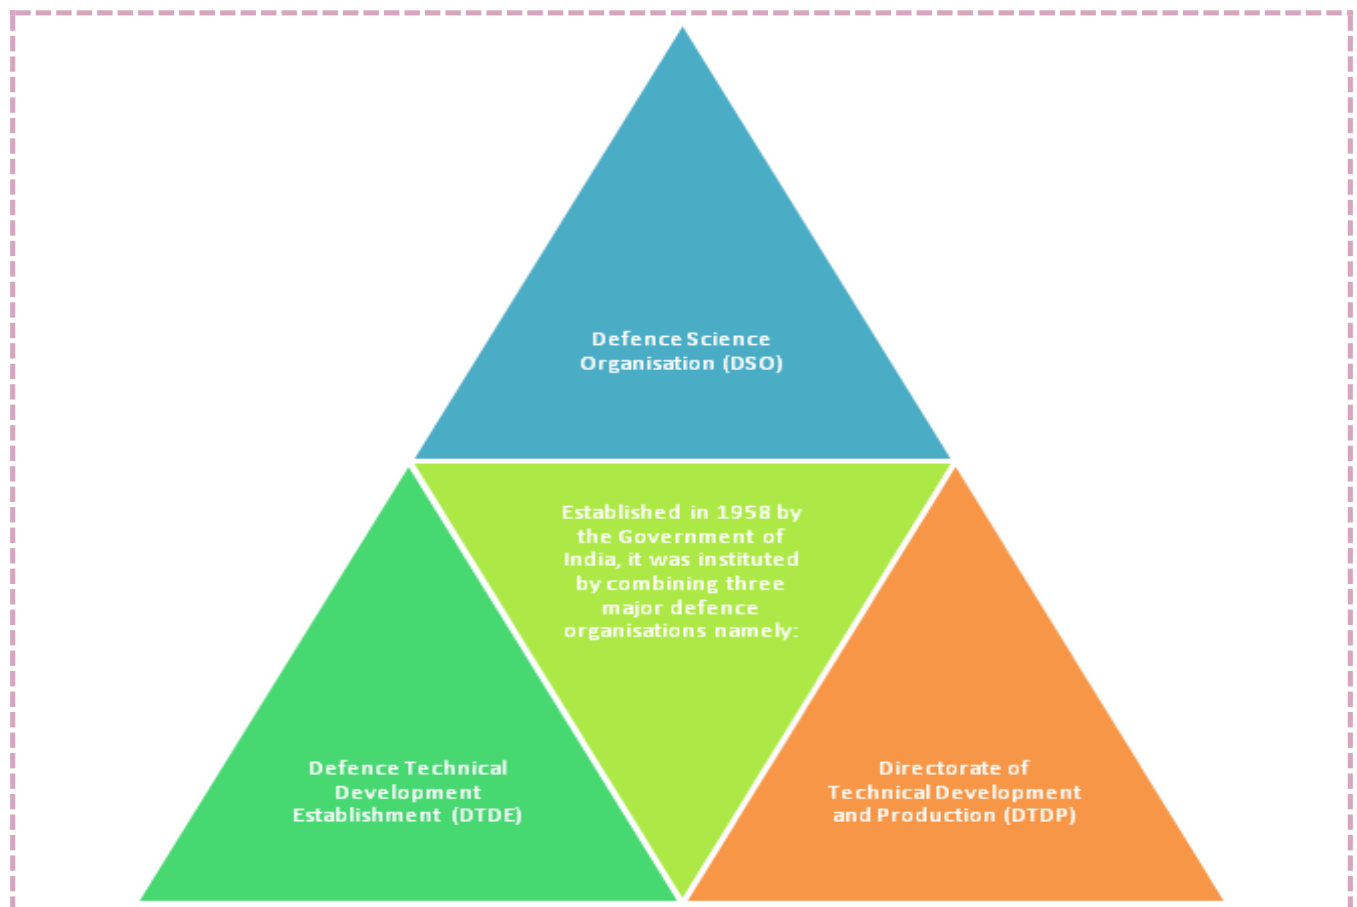 Defence Science
Organisation (DSO)
Established in 1958 by
the Government of
India, it was instituted
by combining three
major defence
organisations namely:
Defence Technical
Development
Establishment (DTDE)
Directorate of
Technical Development
and Production (DTDP)